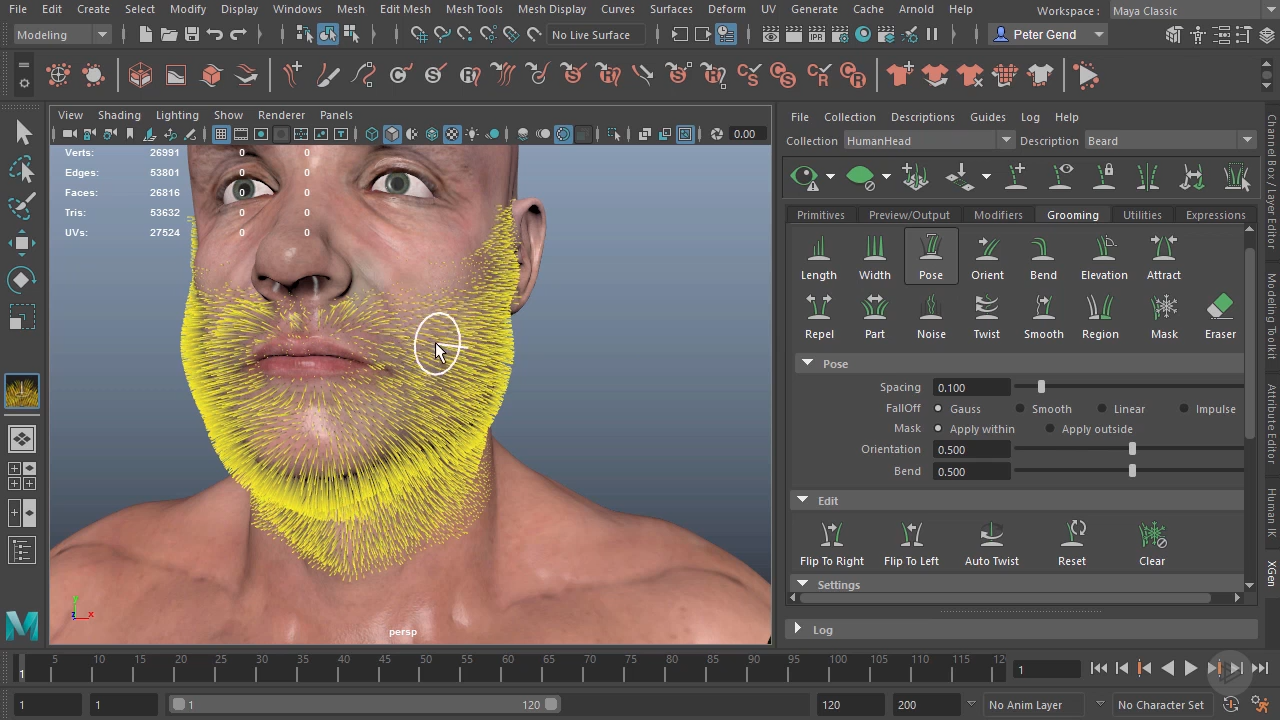 File Edit Create Select Modify Display Windows Mesh Edit Mesh Mesh Tools Mesh Display Curves Surfaces Deform UV Generate Cache Arnold Help Workspace : Maya Classic
Modeling No Live Surface Peter Gend
View Shading Lighting Show Renderer Panels
0.00
Verts: 26991 0 0
Edges: 53801 0 0
Faces: 26816 0 0
Tris: 53632 0 0
UVs: 27524 0 0
persp
y
z x
File Collection Descriptions Guides Log Help
Collection HumanHead Description Beard
Primitives Preview/Output Modifiers Grooming Utilities Expressions
Length Width Pose Orient Bend Elevation Attract
Repel Part Noise Twist Smooth Region Mask Eraser
Pose
Spacing 0.100
FallOff Gauss Smooth Linear Impulse
Mask Apply within Apply outside
Orientation 0.500
Bend 0.500
Edit
Flip To Right Flip To Left Auto Twist Reset Clear
Settings
Log
Channel Box / Layer Editor
Modeling Toolkit
Attribute Editor
Human IK
XGen
5 10 15 20 25 30 35 40 45 50 55 60 65 70 75 80 85 90 95 100 105 110 115 12
1 1
1 1 1 120 120 200 No Anim Layer No Character Set